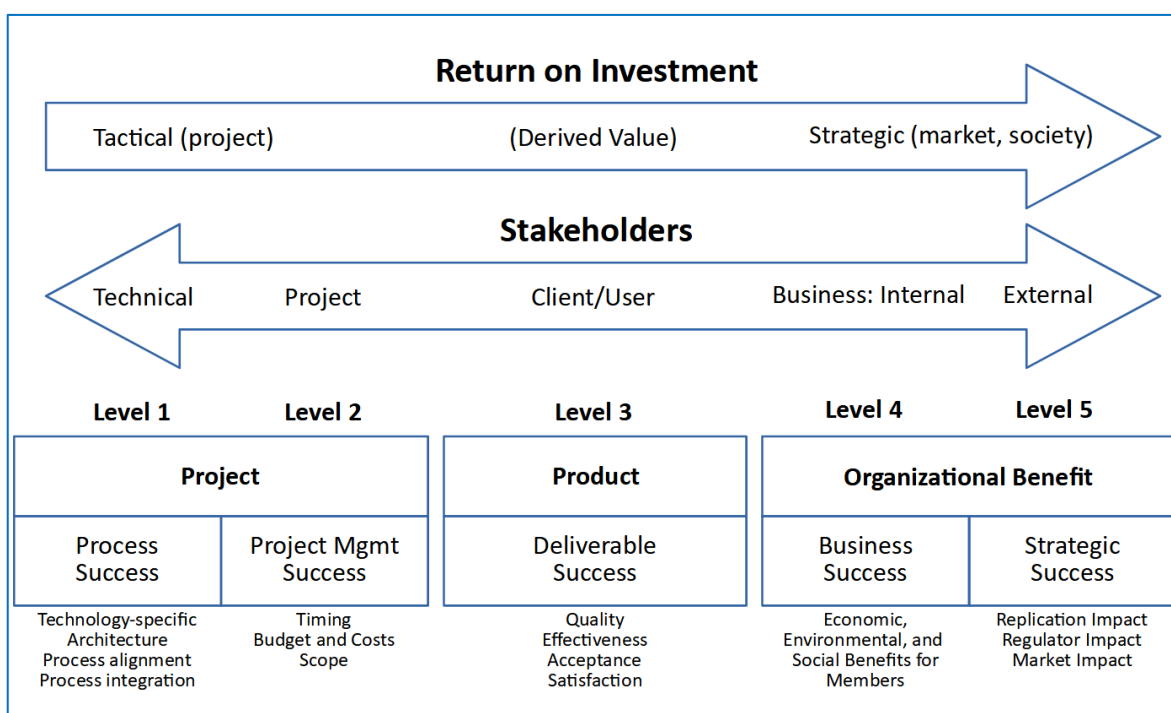 Return on Investment
Tactical (project)
(Derived Value)
Strategic (market, society)
Stakeholders
Technical
Project
Client/User
Business: Internal
External
Level 1
Level 2
Level 3
Level 4
Level 5
Project
Product
Organizational Benefit
Process
Success
Project Mgmt
Success
Deliverable
Success
Business
Success
Strategic
Success
Technology-specific
Architecture
Process alignment
Process integration
Timing
Budget and Costs
Scope
Quality
Effectiveness
Acceptance
Satisfaction
Economic,
Environmental, and
Social Benefits for
Members
Replication Impact
Regulator Impact
Market Impact